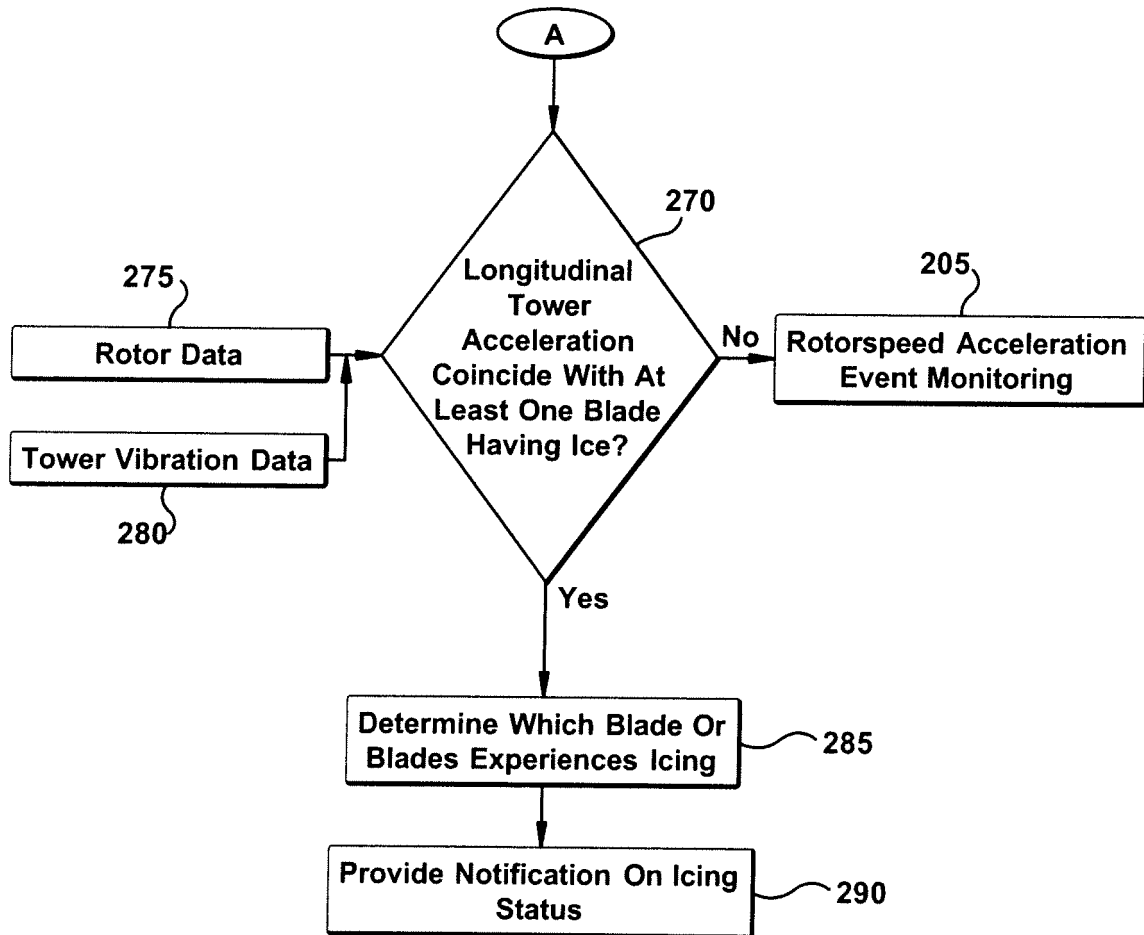 A
270
Longitudinal
Tower
Acceleration
Coincide With At
Least One Blade
Having Ice?
275
Rotor Data
Tower Vibration Data
280
No
205
Rotorspeed Acceleration
Event Monitoring
Yes
Determine Which Blade Or
Blades Experiences Icing
285
Provide Notification On Icing
Status
290